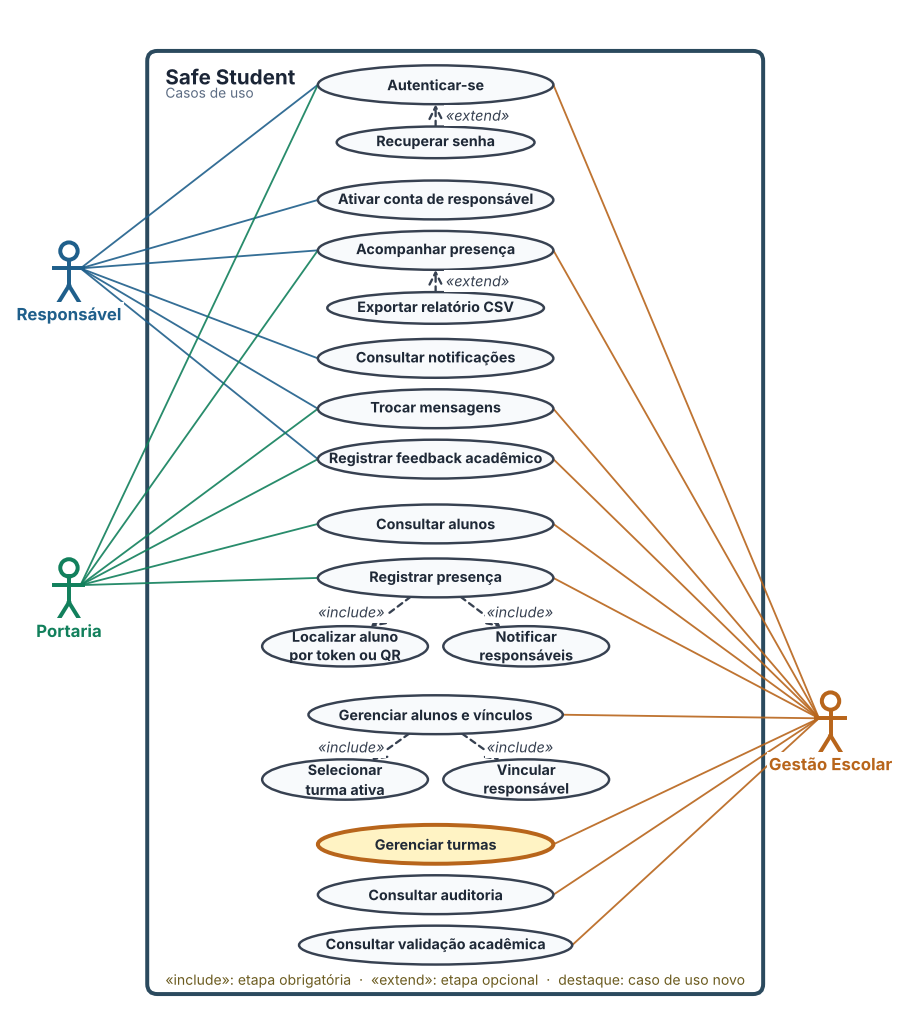 Safe Student
Casos de uso
Autenticar-se
«extend»
Recuperar senha
Ativar conta de responsável
Acompanhar presença
«extend»
Exportar relatório CSV
Responsável
Consultar notificações
Trocar mensagens
Registrar feedback acadêmico
Consultar alunos
Registrar presença
Portaria
«include»
«include»
Localizar aluno
por token ou QR
Notificar
responsáveis
Gerenciar alunos e vínculos
«include»
«include»
Selecionar
turma ativa
Vincular
responsável
Gestão Escolar
Gerenciar turmas
Consultar auditoria
Consultar validação acadêmica
«include»: etapa obrigatória · «extend»: etapa opcional · destaque: caso de uso novo